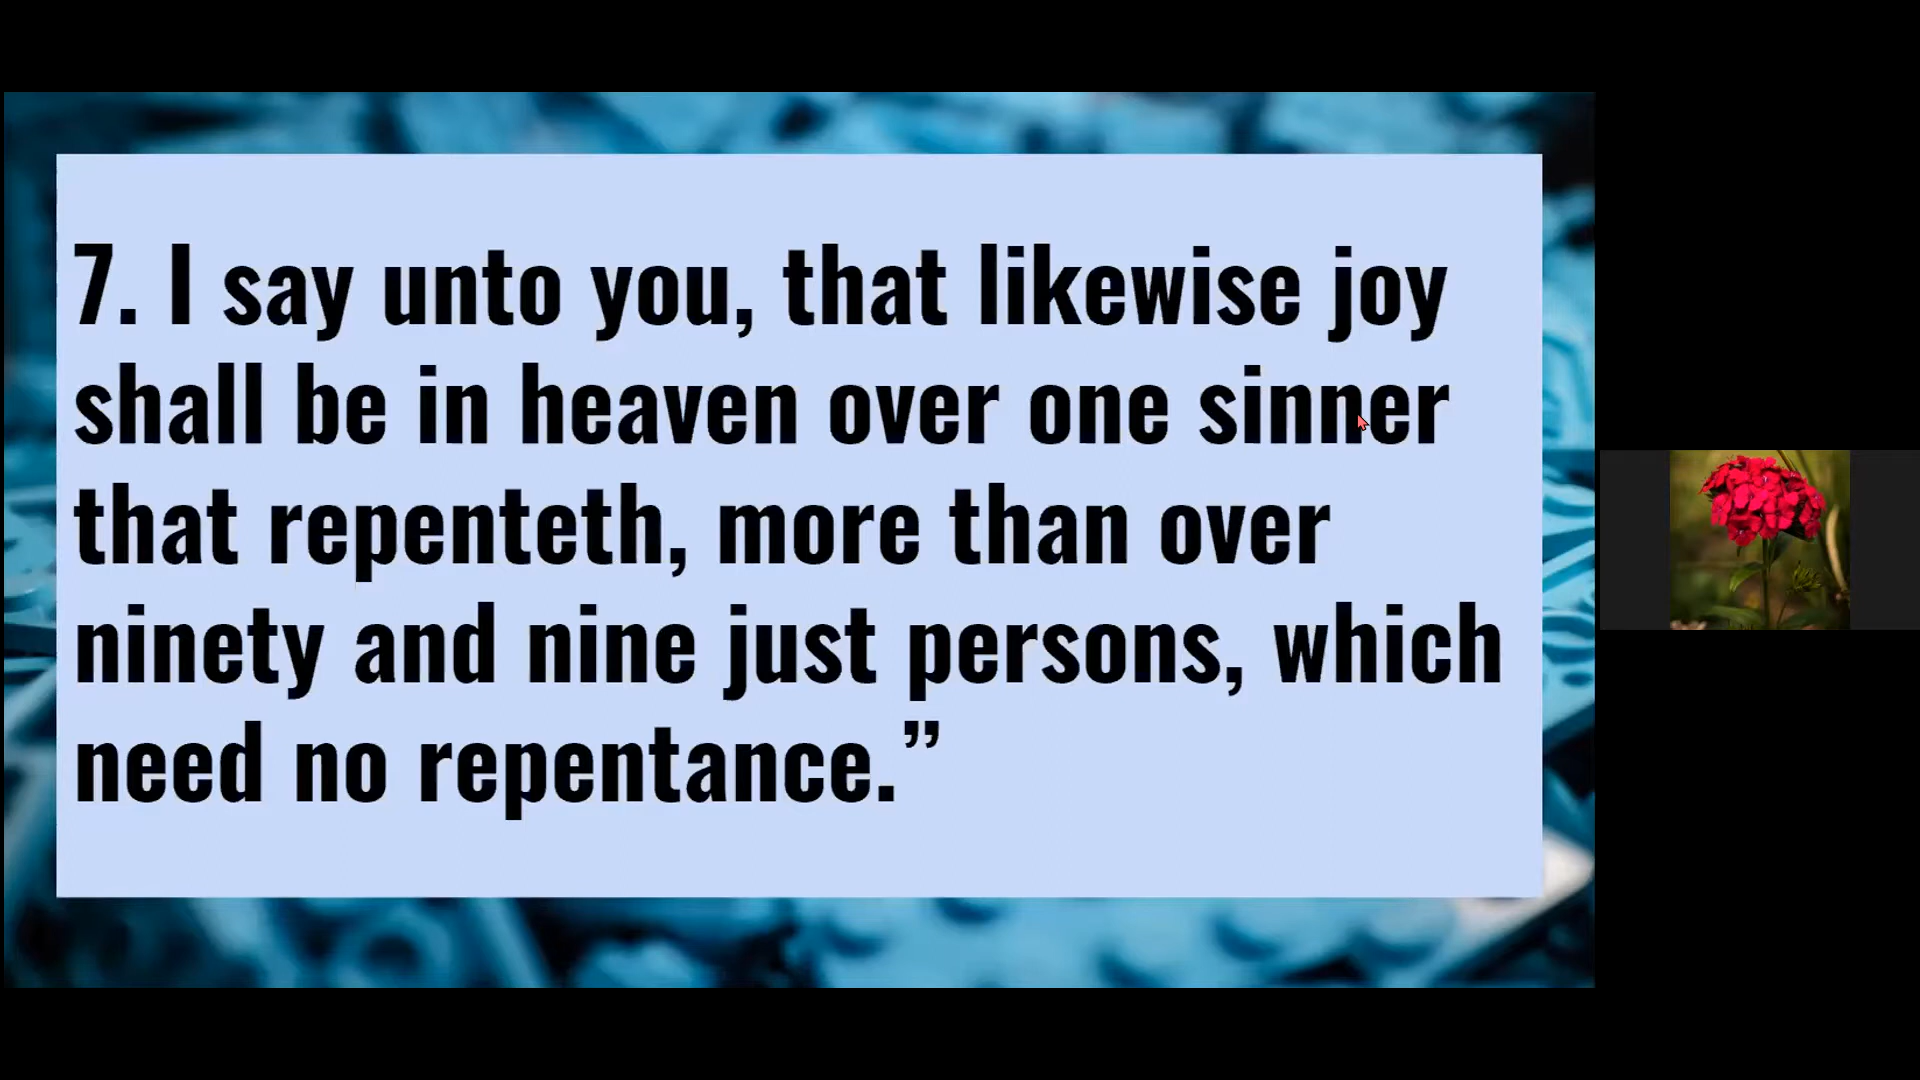 7. I say unto you, that likewise joy
shall be in heaven over one sinner
that repenteth, more than over
ninety and nine just persons, which
need no repentance.”